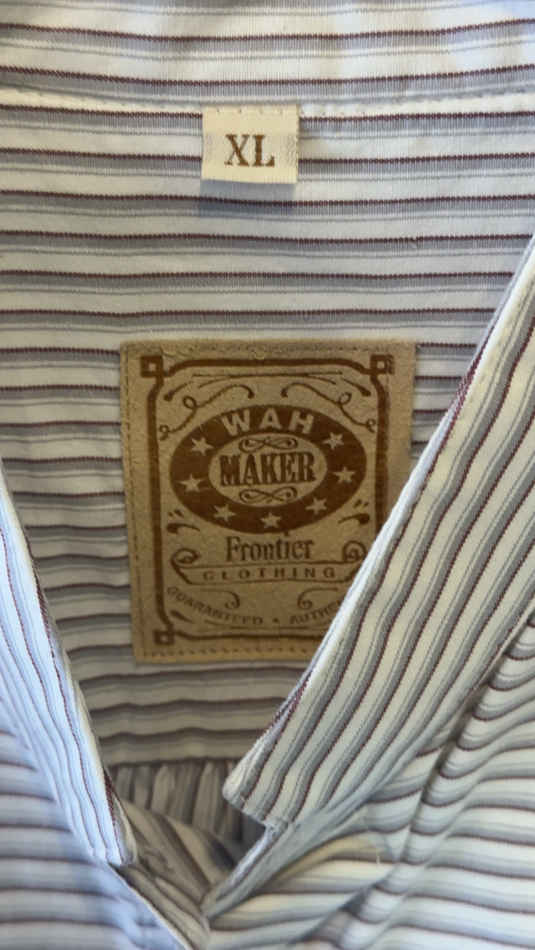 XL
WAH
MAKER
Frontier
CLOTHING
GUARANTEED •